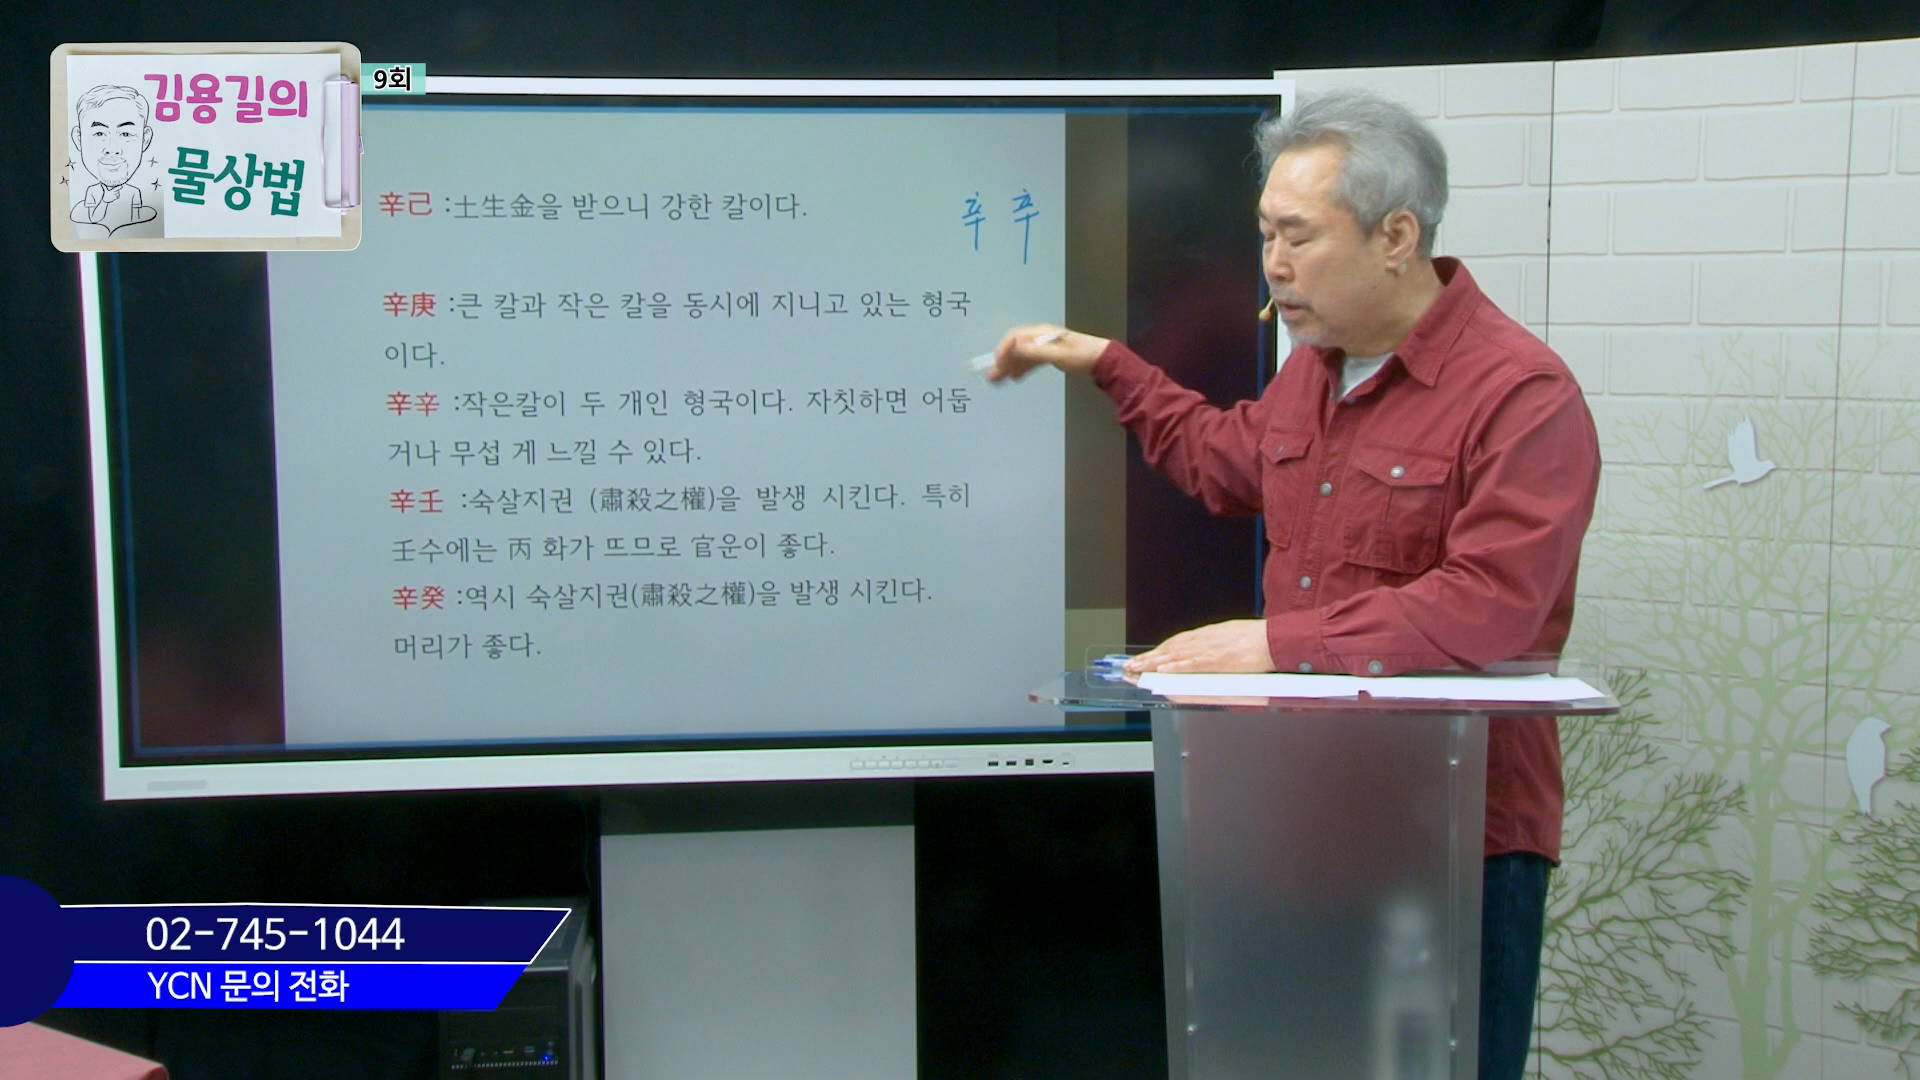 김용길의
물상법
9회
辛己 :土生金을 받으니 강한 칼이다.
辛 辛
辛庚 :큰 칼과 작은 칼을 동시에 지니고 있는 형국
이다.
辛辛 :작은칼이 두 개인 형국이다. 자칫하면 어둡
거나 무섭 게 느낄 수 있다.
辛壬 :숙살지권 (肅殺之權)을 발생 시킨다. 특히
壬수에는 丙 화가 뜨므로 官운이 좋다.
辛癸 :역시 숙살지권(肅殺之權)을 발생 시킨다.
머리가 좋다.
02-745-1044
YCN 문의 전화